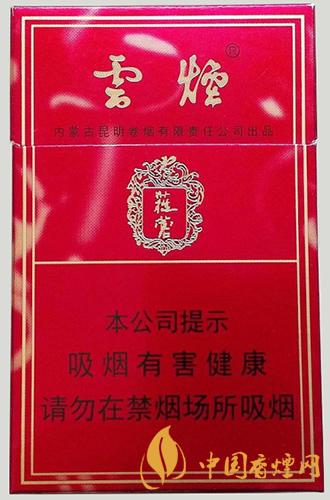 雲煙®
内蒙古昆明卷烟有限责任公司出品
本公司提示
吸烟有害健康
请勿在禁烟场所吸烟
中国香烟网